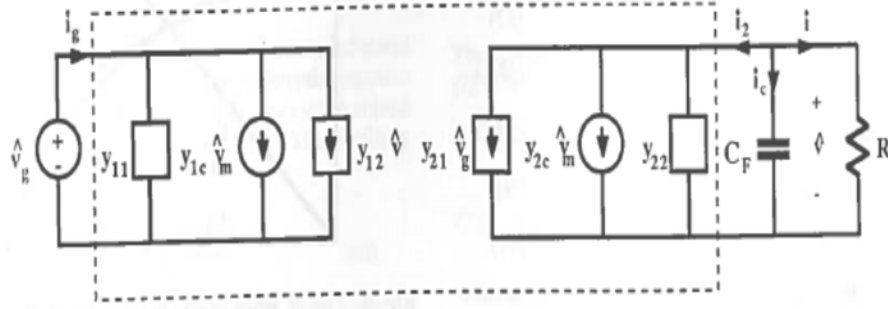 i_g
i_2
i
i_c
+
-
v̂_g
y_11
y_1c v̂_m
y_12 v̂
y_21 v̂_g
y_2c v̂_m
y_22
C_F
+
v̂
-
R